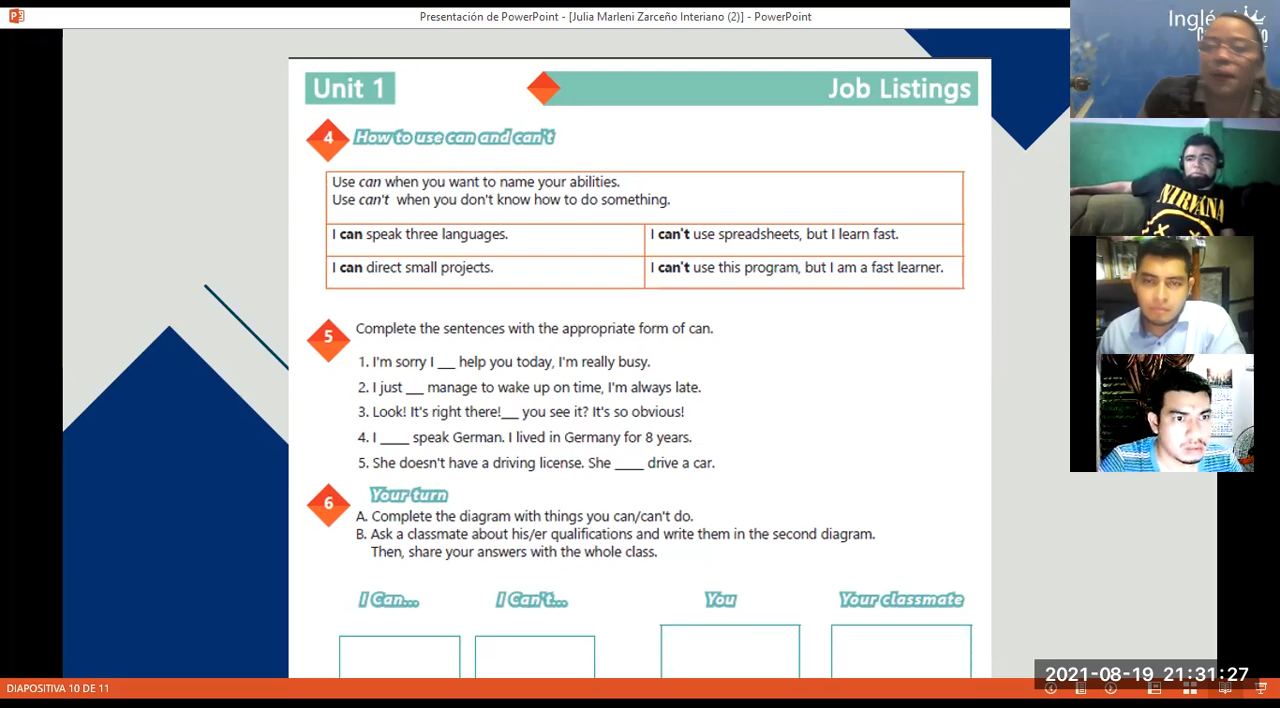 Presentación de PowerPoint - [Julia Marleni Zarceño Interiano (2)] - PowerPoint
Unit 1
Job Listings
4 How to use can and can't
Use can when you want to name your abilities.
Use can't when you don't know how to do something.
I can speak three languages.
I can't use spreadsheets, but I learn fast.
I can direct small projects.
I can't use this program, but I am a fast learner.
5 Complete the sentences with the appropriate form of can.
1. I'm sorry I __ help you today, I'm really busy.
2. I just __ manage to wake up on time, I'm always late.
3. Look! It's right there!__ you see it? It's so obvious!
4. I ___ speak German. I lived in Germany for 8 years.
5. She doesn't have a driving license. She ___ drive a car.
6 Your turn
A. Complete the diagram with things you can/can't do.
B. Ask a classmate about his/er qualifications and write them in the second diagram.
Then, share your answers with the whole class.
I Can...
I Can't...
You
Your classmate
NIRVANA
2021-08-19 21:31:27
DIAPOSITIVA 10 DE 11